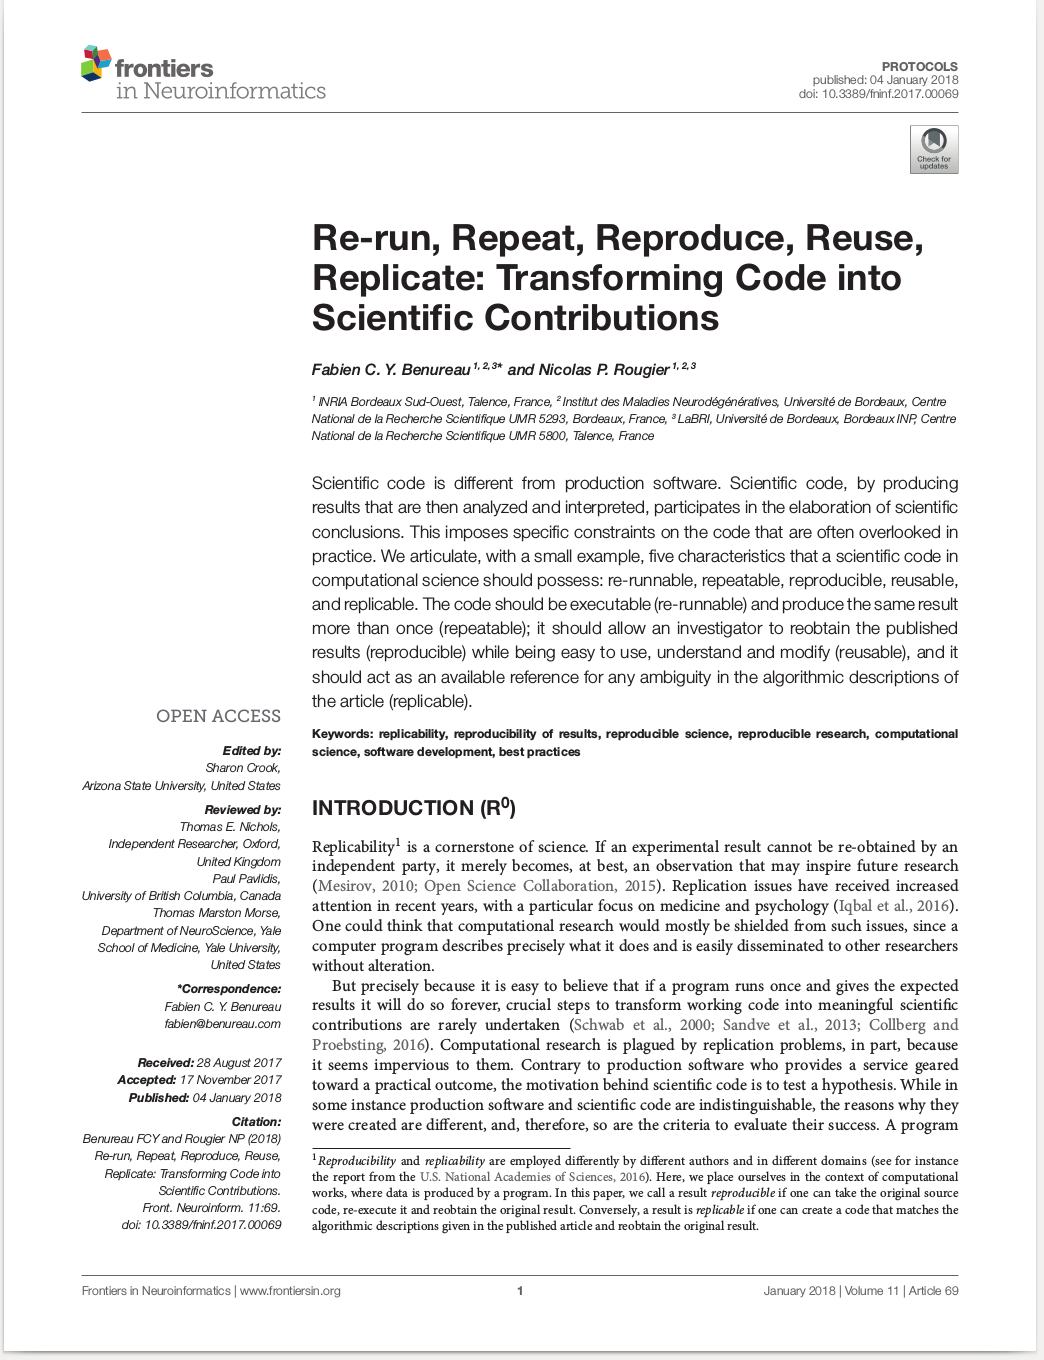 frontiers
in Neuroinformatics
PROTOCOLS
published: 04 January 2018
doi: 10.3389/fninf.2017.00069
Check for
updates
Re-run, Repeat, Reproduce, Reuse,
Replicate: Transforming Code into
Scientific Contributions
Fabien C. Y. Benureau 1, 2, 3* and Nicolas P. Rougier 1, 2, 3
1 INRIA Bordeaux Sud-Ouest, Talence, France, 2 Institut des Maladies Neurodégénératives, Université de Bordeaux, Centre
National de la Recherche Scientifique UMR 5293, Bordeaux, France, 3 LaBRI, Université de Bordeaux, Bordeaux INP, Centre
National de la Recherche Scientifique UMR 5800, Talence, France
Scientific code is different from production software. Scientific code, by producing
results that are then analyzed and interpreted, participates in the elaboration of scientific
conclusions. This imposes specific constraints on the code that are often overlooked in
practice. We articulate, with a small example, five characteristics that a scientific code in
computational science should possess: re-runnable, repeatable, reproducible, reusable,
and replicable. The code should be executable (re-runnable) and produce the same result
more than once (repeatable); it should allow an investigator to reobtain the published
results (reproducible) while being easy to use, understand and modify (reusable), and it
should act as an available reference for any ambiguity in the algorithmic descriptions of
the article (replicable).
Keywords: replicability, reproducibility of results, reproducible science, reproducible research, computational
science, software development, best practices
OPEN ACCESS
Edited by:
Sharon Crook,
Arizona State University, United States
Reviewed by:
Thomas E. Nichols,
Independent Researcher, Oxford,
United Kingdom
Paul Pavlidis,
University of British Columbia, Canada
Thomas Marston Morse,
Department of NeuroScience, Yale
School of Medicine, Yale University,
United States
*Correspondence:
Fabien C. Y. Benureau
fabien@benureau.com
Received: 28 August 2017
Accepted: 17 November 2017
Published: 04 January 2018
Citation:
Benureau FCY and Rougier NP (2018)
Re-run, Repeat, Reproduce, Reuse,
Replicate: Transforming Code into
Scientific Contributions.
Front. Neuroinform. 11:69.
doi: 10.3389/fninf.2017.00069
INTRODUCTION (R0)
Replicability1 is a cornerstone of science. If an experimental result cannot be re-obtained by an
independent party, it merely becomes, at best, an observation that may inspire future research
(Mesirov, 2010; Open Science Collaboration, 2015). Replication issues have received increased
attention in recent years, with a particular focus on medicine and psychology (Iqbal et al., 2016).
One could think that computational research would mostly be shielded from such issues, since a
computer program describes precisely what it does and is easily disseminated to other researchers
without alteration.
But precisely because it is easy to believe that if a program runs once and gives the expected
results it will do so forever, crucial steps to transform working code into meaningful scientific
contributions are rarely undertaken (Schwab et al., 2000; Sandve et al., 2013; Collberg and
Proebsting, 2016). Computational research is plagued by replication problems, in part, because
it seems impervious to them. Contrary to production software who provides a service geared
toward a practical outcome, the motivation behind scientific code is to test a hypothesis. While in
some instance production software and scientific code are indistinguishable, the reasons why they
were created are different, and, therefore, so are the criteria to evaluate their success. A program
1 Reproducibility and replicability are employed differently by different authors and in different domains (see for instance
the report from the U.S. National Academies of Sciences, 2016). Here, we place ourselves in the context of computational
works, where data is produced by a program. In this paper, we call a result reproducible if one can take the original source
code, re-execute it and reobtain the original result. Conversely, a result is replicable if one can create a code that matches the
algorithmic descriptions given in the published article and reobtain the original result.
Frontiers in Neuroinformatics | www.frontiersin.org
1
January 2018 | Volume 11 | Article 69